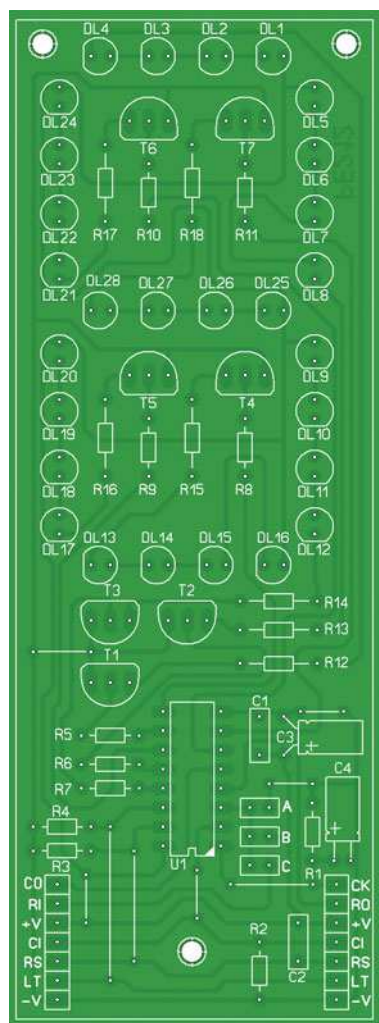 DL4 DL3 DL2 DL1
DL24 DL5
T6 T7
DL23 DL6
R17 R10 R18 R11
DL22 DL7
DL21 DL8
DL28 DL27 DL26 DL25
DL20 DL9
T5 T4
DL19 DL10
DL18 R16 R9 R15 R8 DL11
DL17 DL12
DL13 DL14 DL15 DL16
T3 T2
R14
R13
T1
R12
C1
R5 C3 +
R6 C4
R7
A
R4 B +
U1 C
R3 R1
CO CK
RI RO
+V +V
R2
CI CI
RS RS
C2
LT LT
-V -V